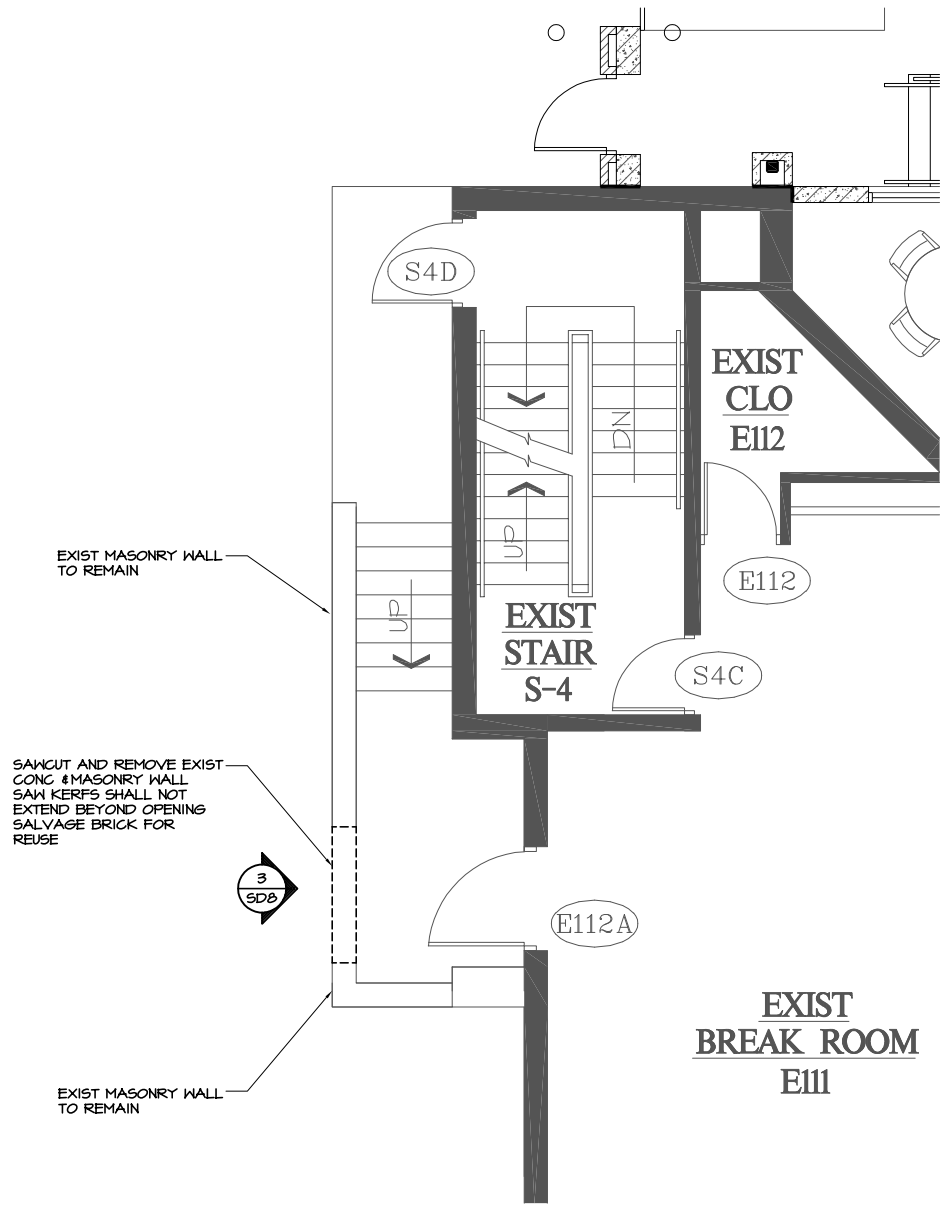 S4D
EXIST
CLO
E112
DN
UP
E112
EXIST MASONRY WALL
TO REMAIN
UP
EXIST
STAIR
S-4
S4C
SAWCUT AND REMOVE EXIST
CONC & MASONRY WALL
SAW KERFS SHALL NOT
EXTEND BEYOND OPENING
SALVAGE BRICK FOR
REUSE
3
SD8
E112A
EXIST
BREAK ROOM
E111
EXIST MASONRY WALL
TO REMAIN